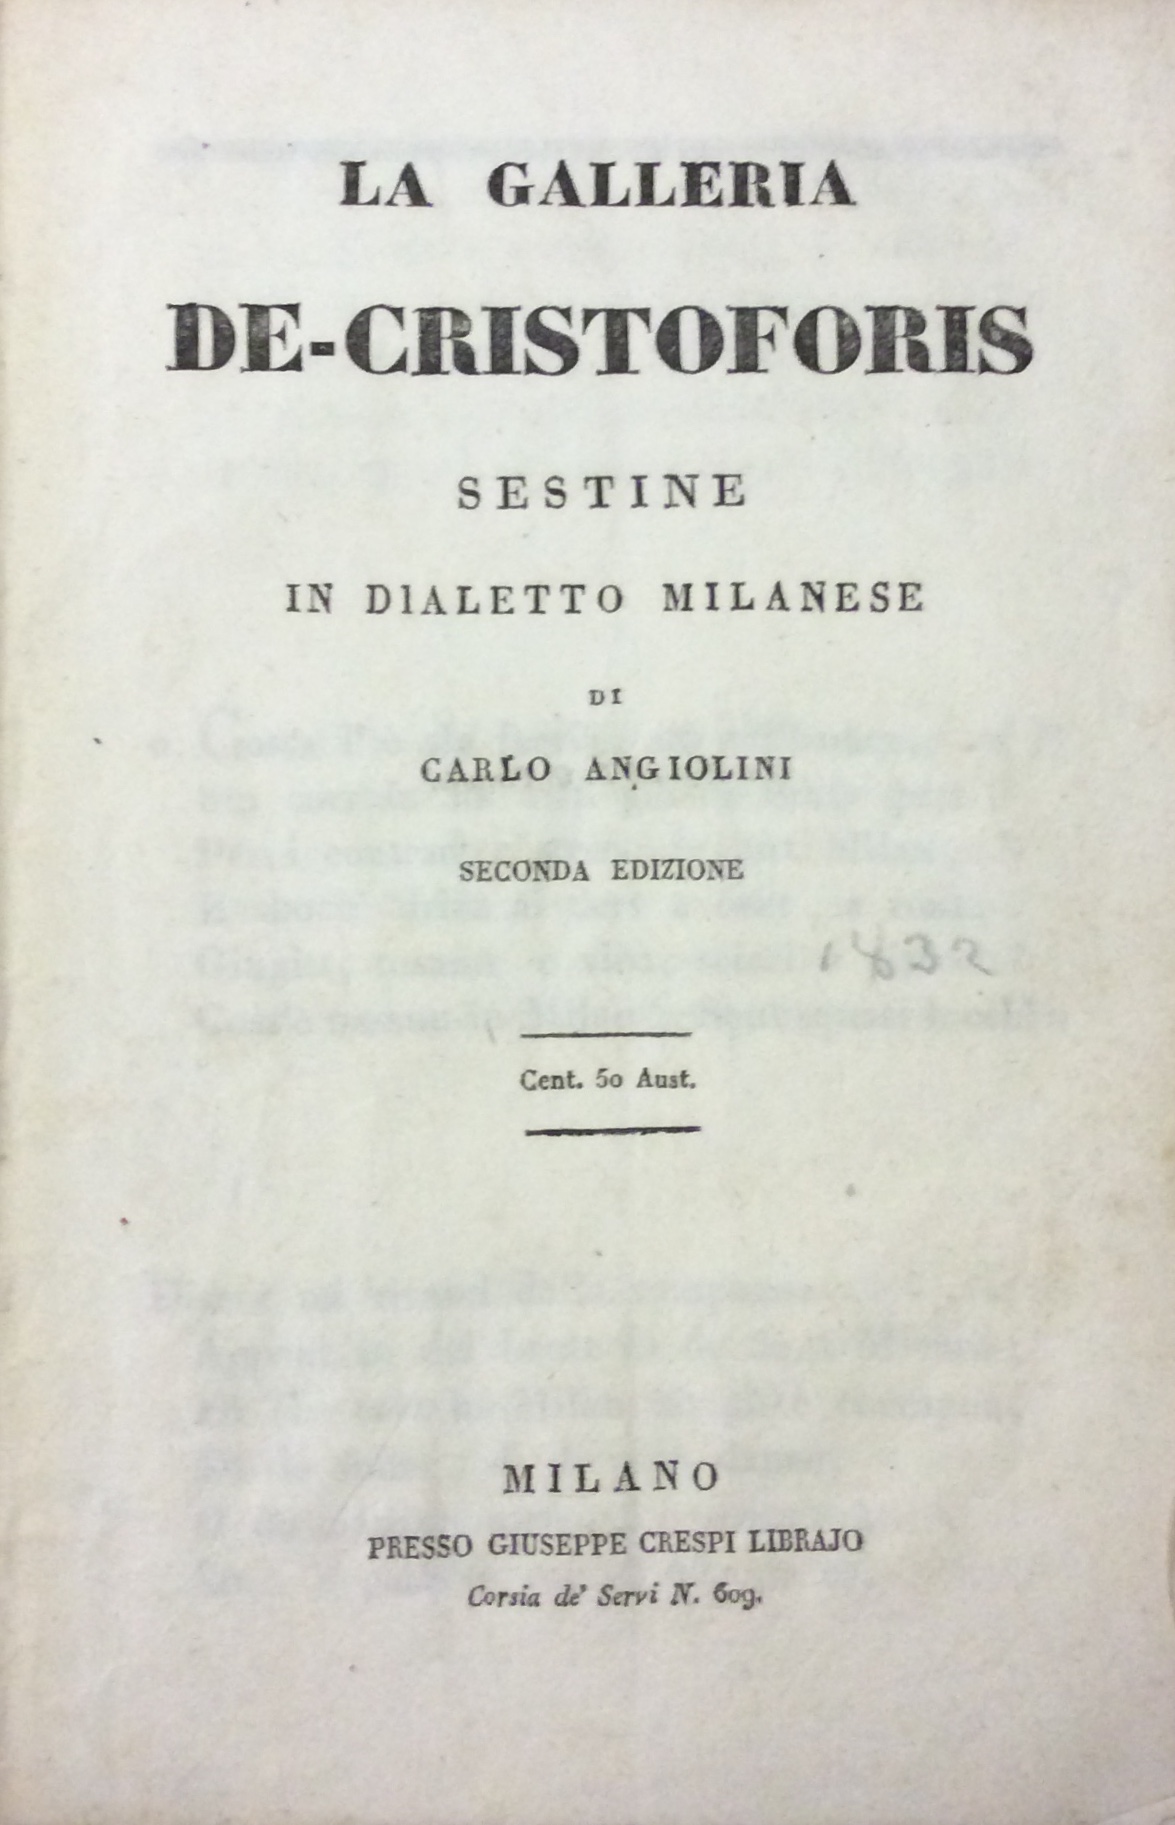 LA GALLERIA
DE-CRISTOFORIS
SESTINE
IN D1ALETTO MILANESE
DI
CARLO ANGIOLINI
SECONDA EDIZIONE
1832
Cent. 50 Aust.
MILANO
PRESSO GIUSEPPE CRESPI LIBRAJO
Corsia de' Servi N. 609.